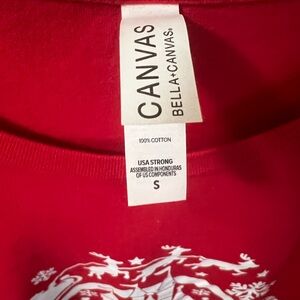 CANVAS
BELLA+CANVAS®
100% COTTON
USA STRONG
ASSEMBLED IN HONDURAS
OF US COMPONENTS
S